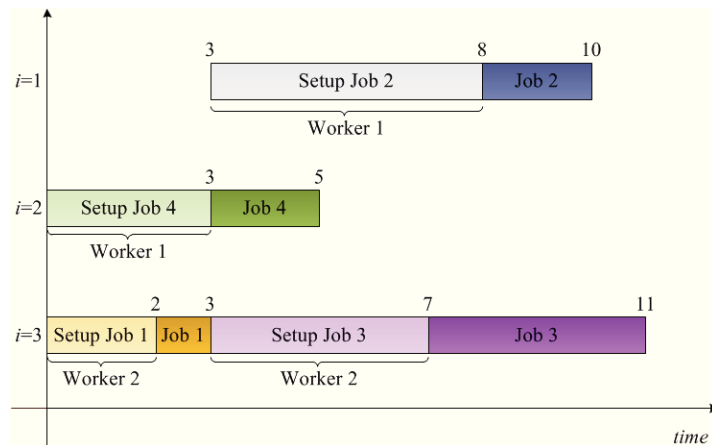 3 8 10
i=1 Setup Job 2 Job 2
Worker 1
3 5
i=2 Setup Job 4 Job 4
Worker 1
2 3 7 11
i=3 Setup Job 1 Job 1 Setup Job 3 Job 3
Worker 2 Worker 2
time